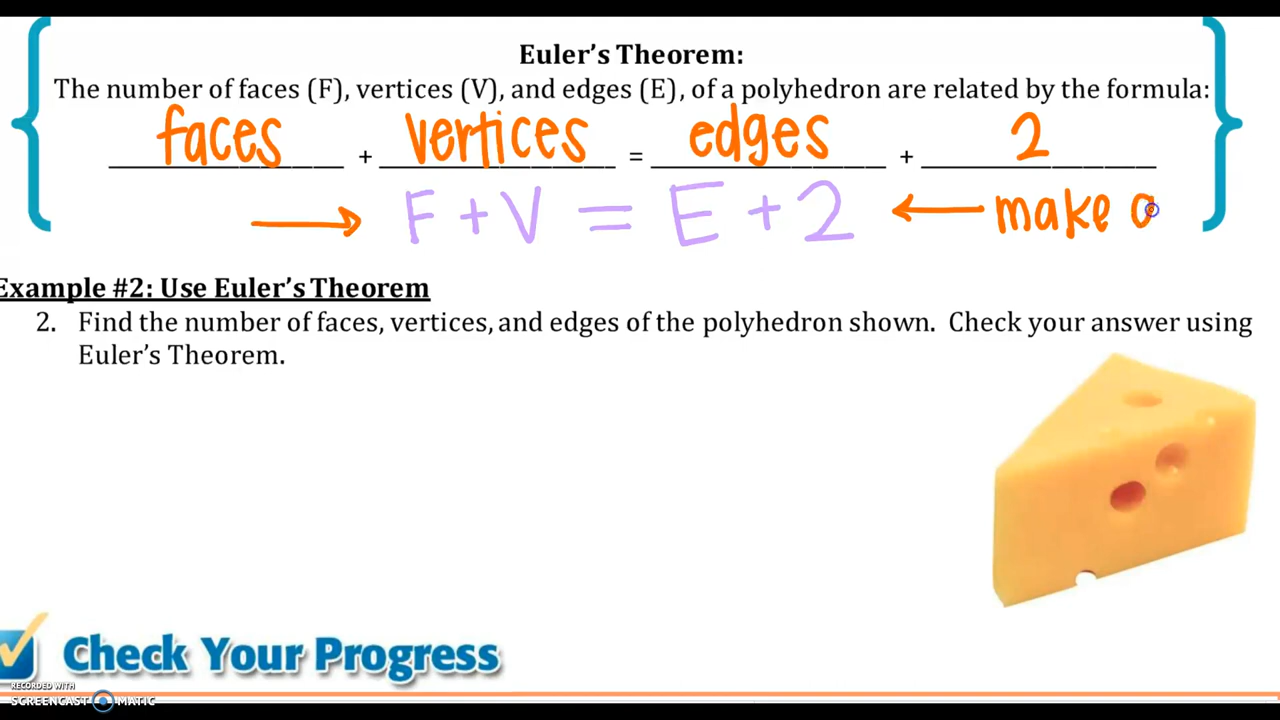 Euler's Theorem:
The number of faces (F), vertices (V), and edges (E), of a polyhedron are related by the formula:
faces + vertices = edges + 2
→ F + V = E + 2 ← make a
Example #2: Use Euler's Theorem
2. Find the number of faces, vertices, and edges of the polyhedron shown. Check your answer using
Euler's Theorem.
Check Your Progress
RECORDED WITH
SCREENCAST MATIC